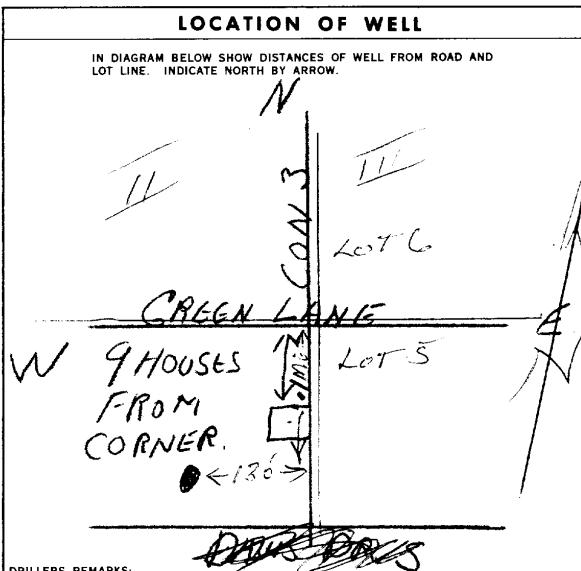 LOCATION OF WELL
IN DIAGRAM BELOW SHOW DISTANCES OF WELL FROM ROAD AND
LOT LINE. INDICATE NORTH BY ARROW.
N
II
III
CON 3
LOT 6
GREEN LANE
E
W
9 HOUSES
FROM
CORNER.
LOT 5
N
130'
DRILLERS REMARKS: